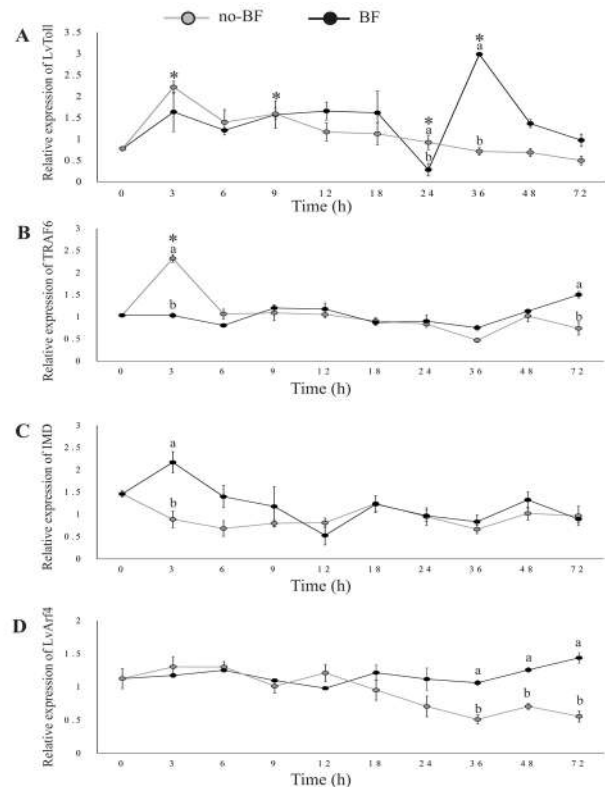 no-BF BF
A
Relative expression of LvToll
3.5
3
2.5
2
1.5
1
0.5
0
* * * *
a a
b b
0 3 6 9 12 18 24 36 48 72
Time (h)
B
Relative expression of TRAF6
3
2.5
2
1.5
1
0.5
0
*
a a
b b
0 3 6 9 12 18 24 36 48 72
Time (h)
C
Relative expression of IMD
3
2.5
2
1.5
1
0.5
0
a
b
0 3 6 9 12 18 24 36 48 72
Time (h)
D
Relative expression of LvArf4
2
1.5
1
0.5
0
a a a
b b b
0 3 6 9 12 18 24 36 48 72
Time (h)